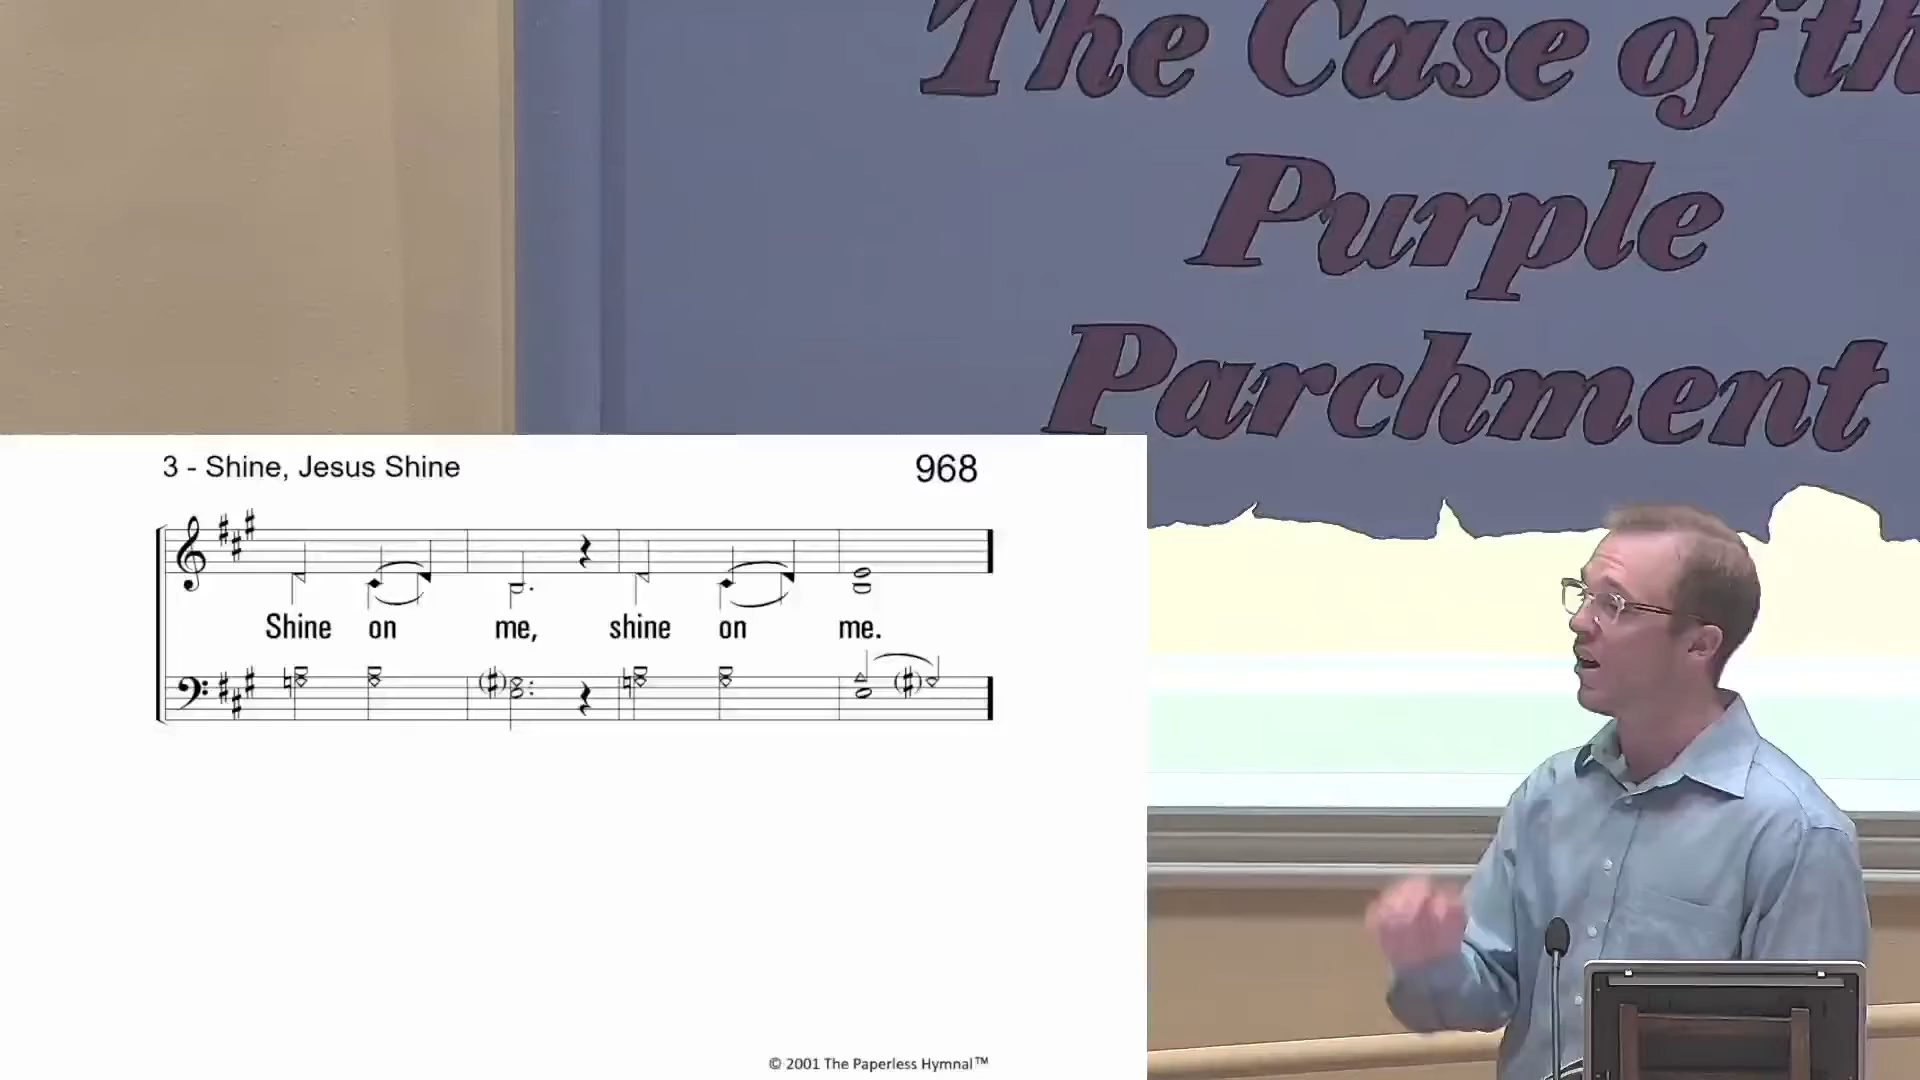 The Case of th
Purple
Parchment
3 - Shine, Jesus Shine 968
Shine on me, shine on me.
© 2001 The Paperless Hymnal™